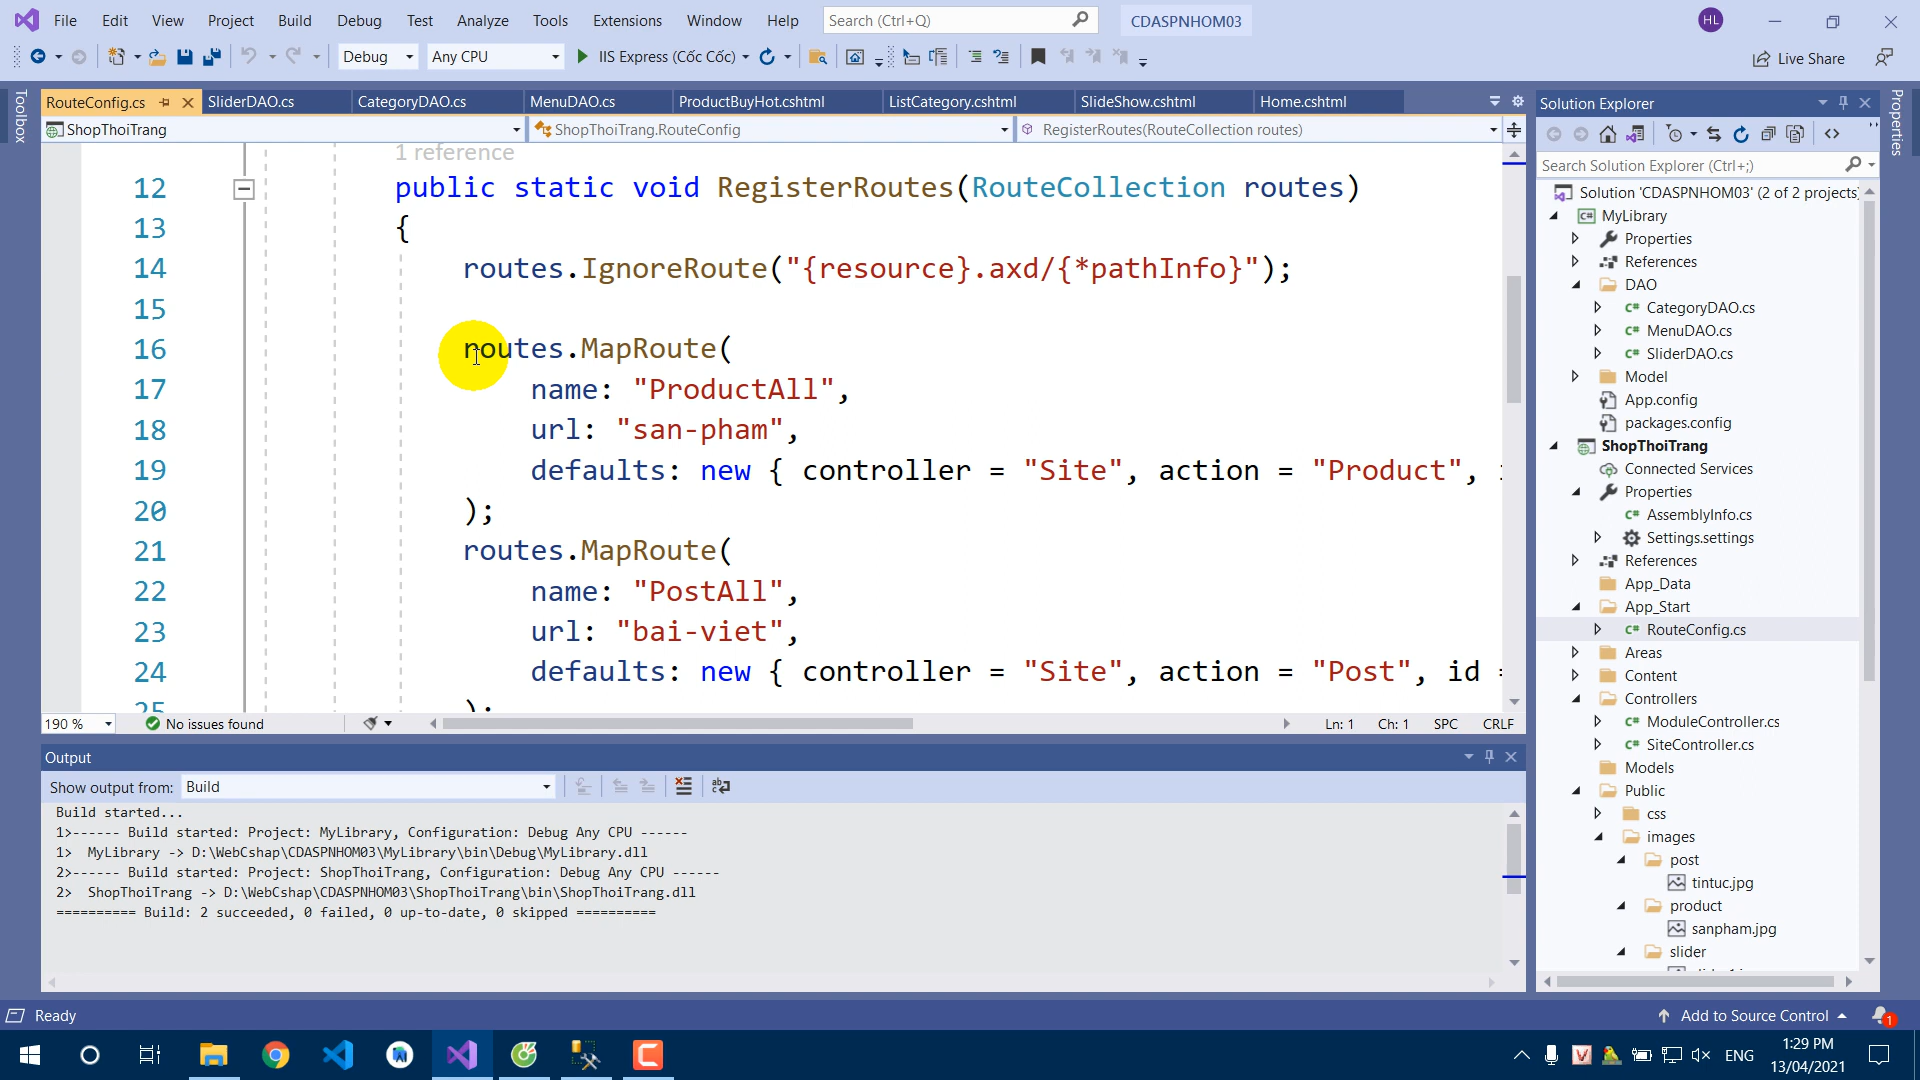 File Edit View Project Build Debug Test Analyze Tools Extensions Window Help Search (Ctrl+Q) CDASPNHOM03 HL
Debug Any CPU IIS Express (Cốc Cốc) Live Share
Toolbox
RouteConfig.cs SliderDAO.cs CategoryDAO.cs MenuDAO.cs ProductBuyHot.cshtml ListCategory.cshtml SlideShow.cshtml Home.cshtml
ShopThoiTrang ShopThoiTrang.RouteConfig RegisterRoutes(RouteCollection routes)
1 reference
12 public static void RegisterRoutes(RouteCollection routes)
13 {
14 routes.IgnoreRoute("{resource}.axd/{*pathInfo}");
15
16 routes.MapRoute(
17 name: "ProductAll",
18 url: "san-pham",
19 defaults: new { controller = "Site", action = "Product",
20 );
21 routes.MapRoute(
22 name: "PostAll",
23 url: "bai-viet",
24 defaults: new { controller = "Site", action = "Post", id =
25 );
190 % No issues found Ln: 1 Ch: 1 SPC CRLF
Output
Show output from: Build
Build started...
1>------ Build started: Project: MyLibrary, Configuration: Debug Any CPU ------
1> MyLibrary -> D:\WebCshap\CDASPNHOM03\MyLibrary\bin\Debug\MyLibrary.dll
2>------ Build started: Project: ShopThoiTrang, Configuration: Debug Any CPU ------
2> ShopThoiTrang -> D:\WebCshap\CDASPNHOM03\ShopThoiTrang\bin\ShopThoiTrang.dll
========== Build: 2 succeeded, 0 failed, 0 up-to-date, 0 skipped ==========
Solution Explorer
Search Solution Explorer (Ctrl+;)
Solution 'CDASPNHOM03' (2 of 2 projects)
MyLibrary
Properties
References
DAO
CategoryDAO.cs
MenuDAO.cs
SliderDAO.cs
Model
App.config
packages.config
ShopThoiTrang
Connected Services
Properties
AssemblyInfo.cs
Settings.settings
References
App_Data
App_Start
RouteConfig.cs
Areas
Content
Controllers
ModuleController.cs
SiteController.cs
Models
Public
css
images
post
tintuc.jpg
product
sanpham.jpg
slider
Properties
Ready Add to Source Control 1
ENG 1:29 PM
13/04/2021